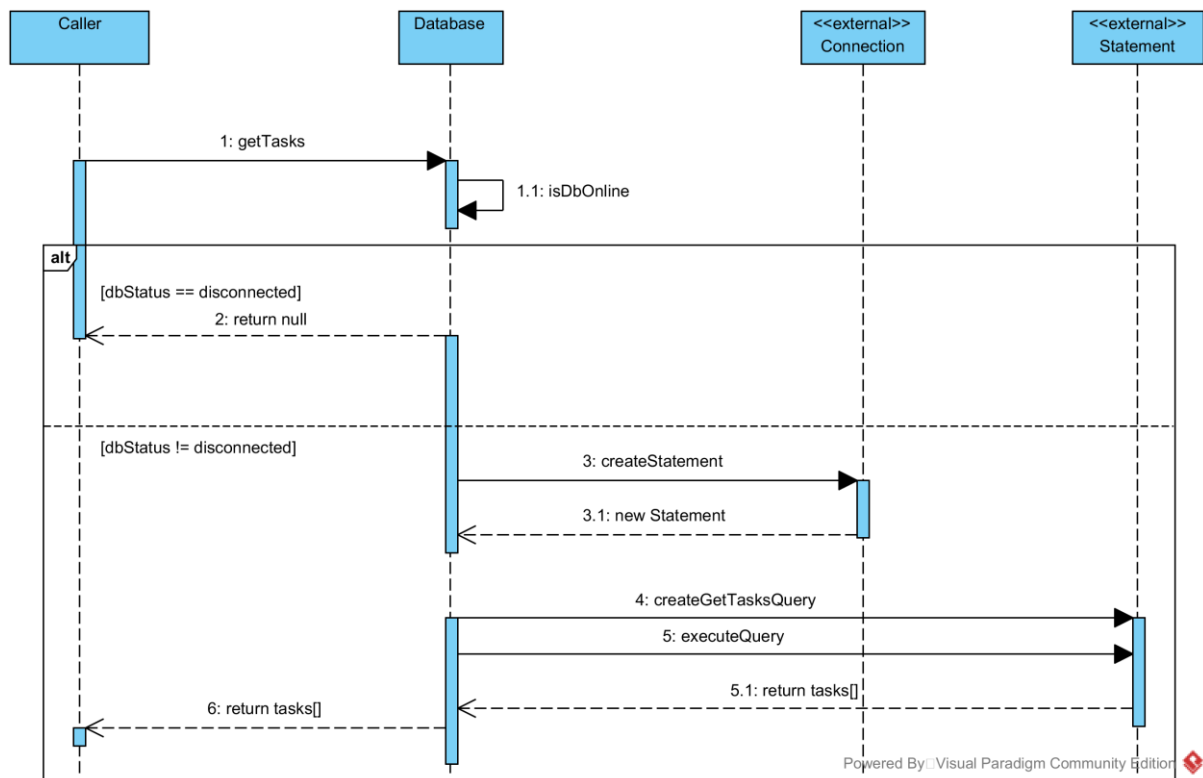 Caller
Database
<<external>>
Connection
<<external>>
Statement
1: getTasks
1.1: isDbOnline
alt
[dbStatus == disconnected]
2: return null
[dbStatus != disconnected]
3: createStatement
3.1: new Statement
4: createGetTasksQuery
5: executeQuery
5.1: return tasks[]
6: return tasks[]
Powered By Visual Paradigm Community Edition